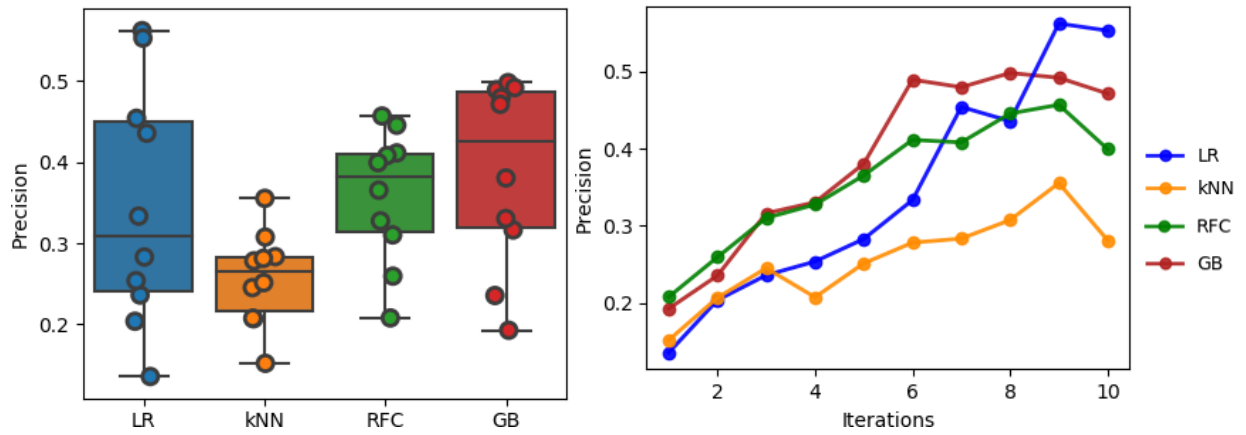 Precision
0.5
0.4
0.3
0.2
LR kNN RFC GB
Precision
0.5
0.4
0.3
0.2
2 4 6 8 10
Iterations
LR
kNN
RFC
GB